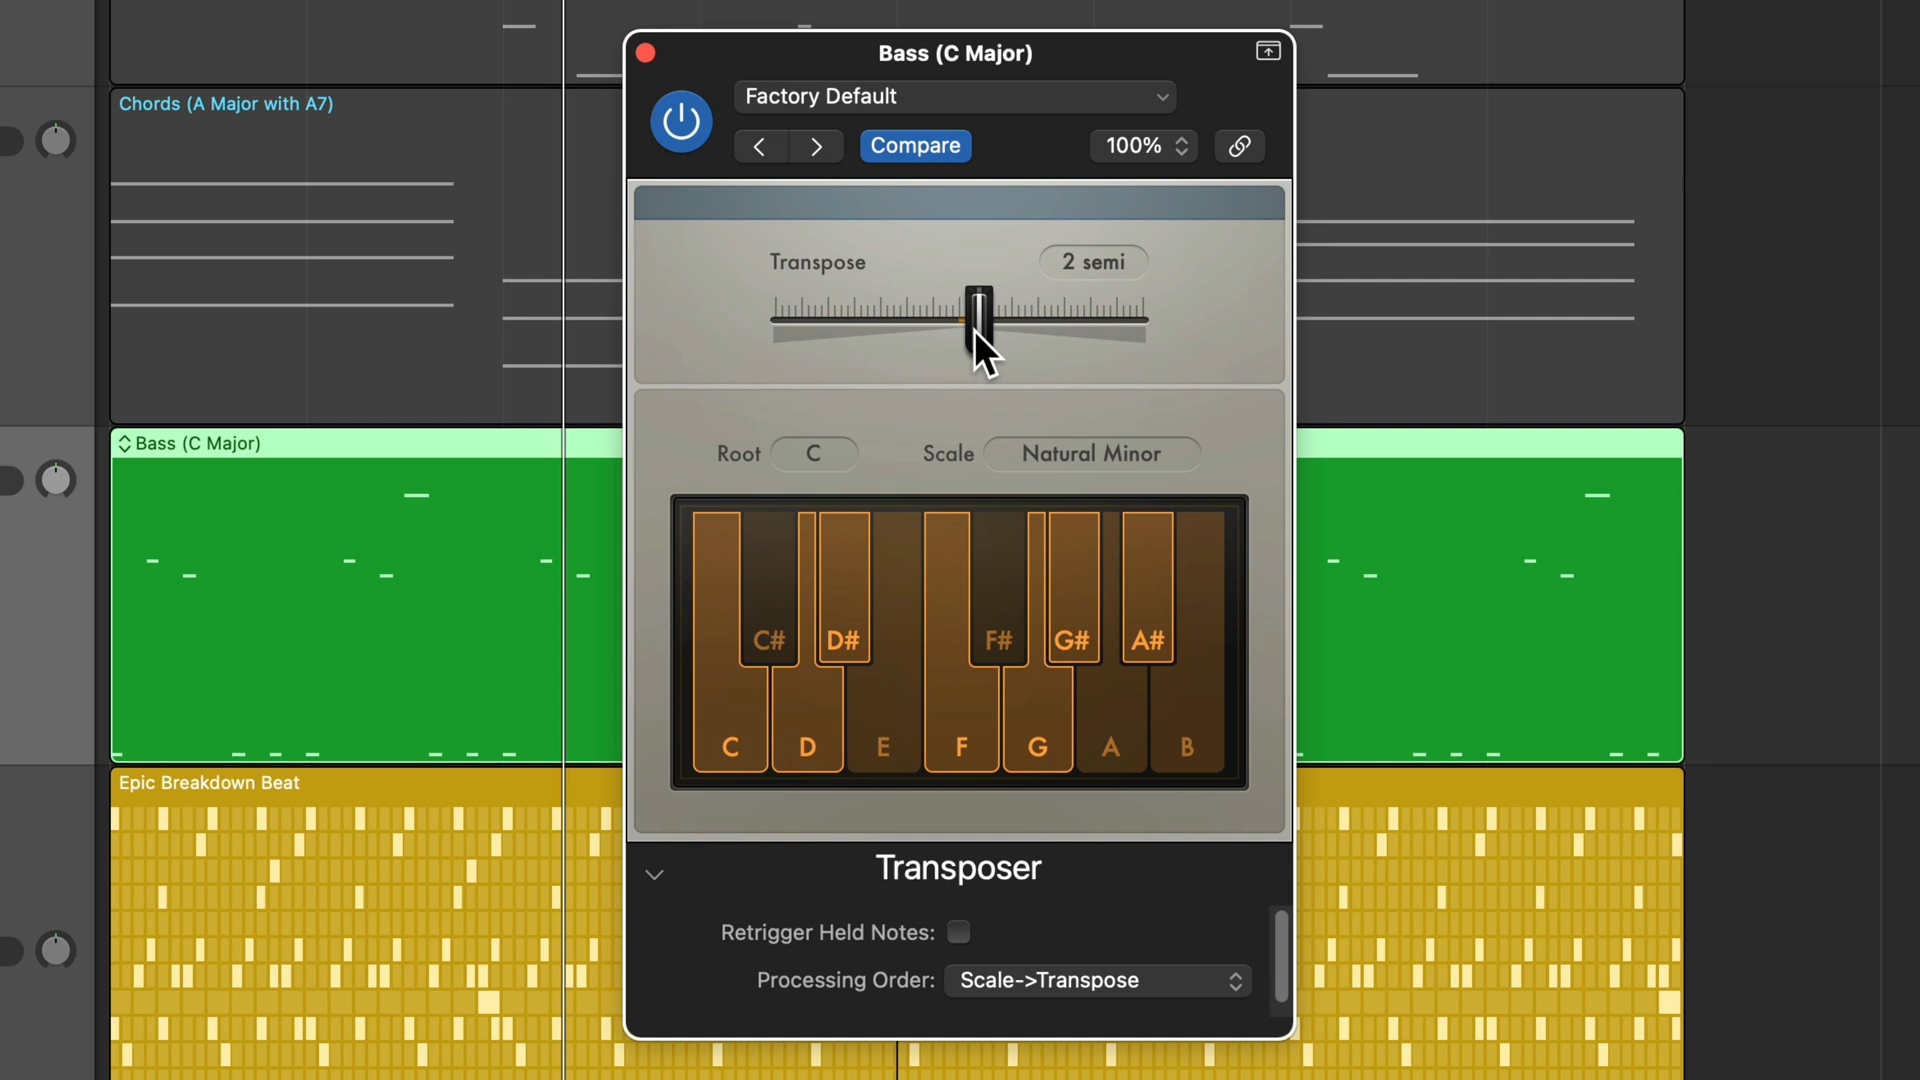 Bass (C Major)
Factory Default
Compare
100%
Chords (A Major with A7)
Transpose
2 semi
Bass (C Major)
Root
C
Scale
Natural Minor
C#
D#
F#
G#
A#
C
D
E
F
G
A
B
Epic Breakdown Beat
Transposer
Retrigger Held Notes:
Processing Order:
Scale->Transpose